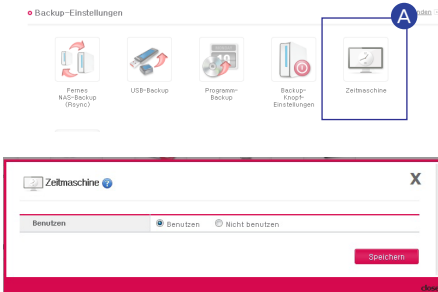 Backup-Einstellungen
A
Fernes
NAS-Backup
(Rsync)
USB-Backup
Programm-
Backup
Backup-
Knopf-
Einstellungen
Zeitmaschine
Zeitmaschine ?
X
Benutzen
Benutzen
Nicht benutzen
Speichern
close